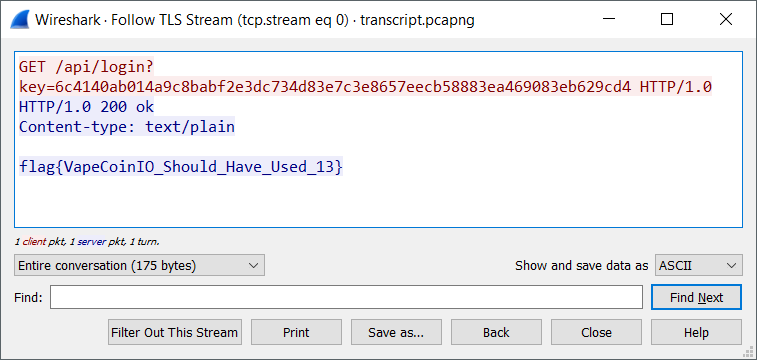 Wireshark · Follow TLS Stream (tcp.stream eq 0) · transcript.pcapng
GET /api/login?
key=6c4140ab014a9c8babf2e3dc734d83e7c3e8657eecb58883ea469083eb629cd4 HTTP/1.0
HTTP/1.0 200 ok
Content-type: text/plain
flag{VapeCoinIO_Should_Have_Used_13}
1 client pkt, 1 server pkt, 1 turn.
Entire conversation (175 bytes)
Show and save data as
ASCII
Find:
Find Next
Filter Out This Stream
Print
Save as...
Back
Close
Help